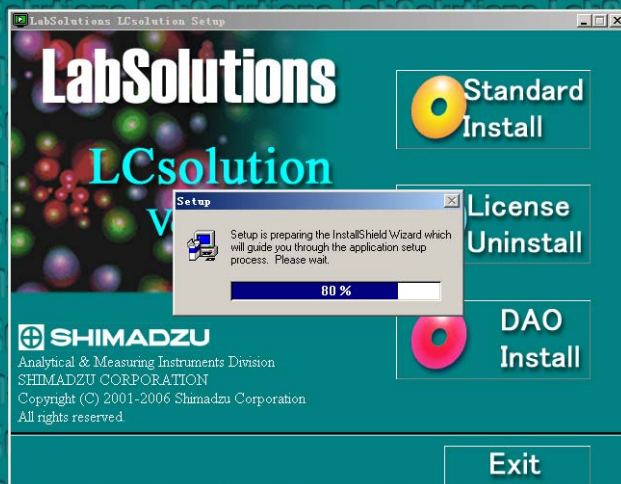 LabSolutions LCsolution Setup
LabSolutions
LCsolution
Standard
Install
License
Uninstall
DAO
Install
Setup
Setup is preparing the InstallShield Wizard which
will guide you through the application setup
process. Please wait.
80 %
SHIMADZU
Analytical & Measuring Instruments Division
SHIMADZU CORPORATION
Copyright (C) 2001-2006 Shimadzu Corporation
All rights reserved.
Exit